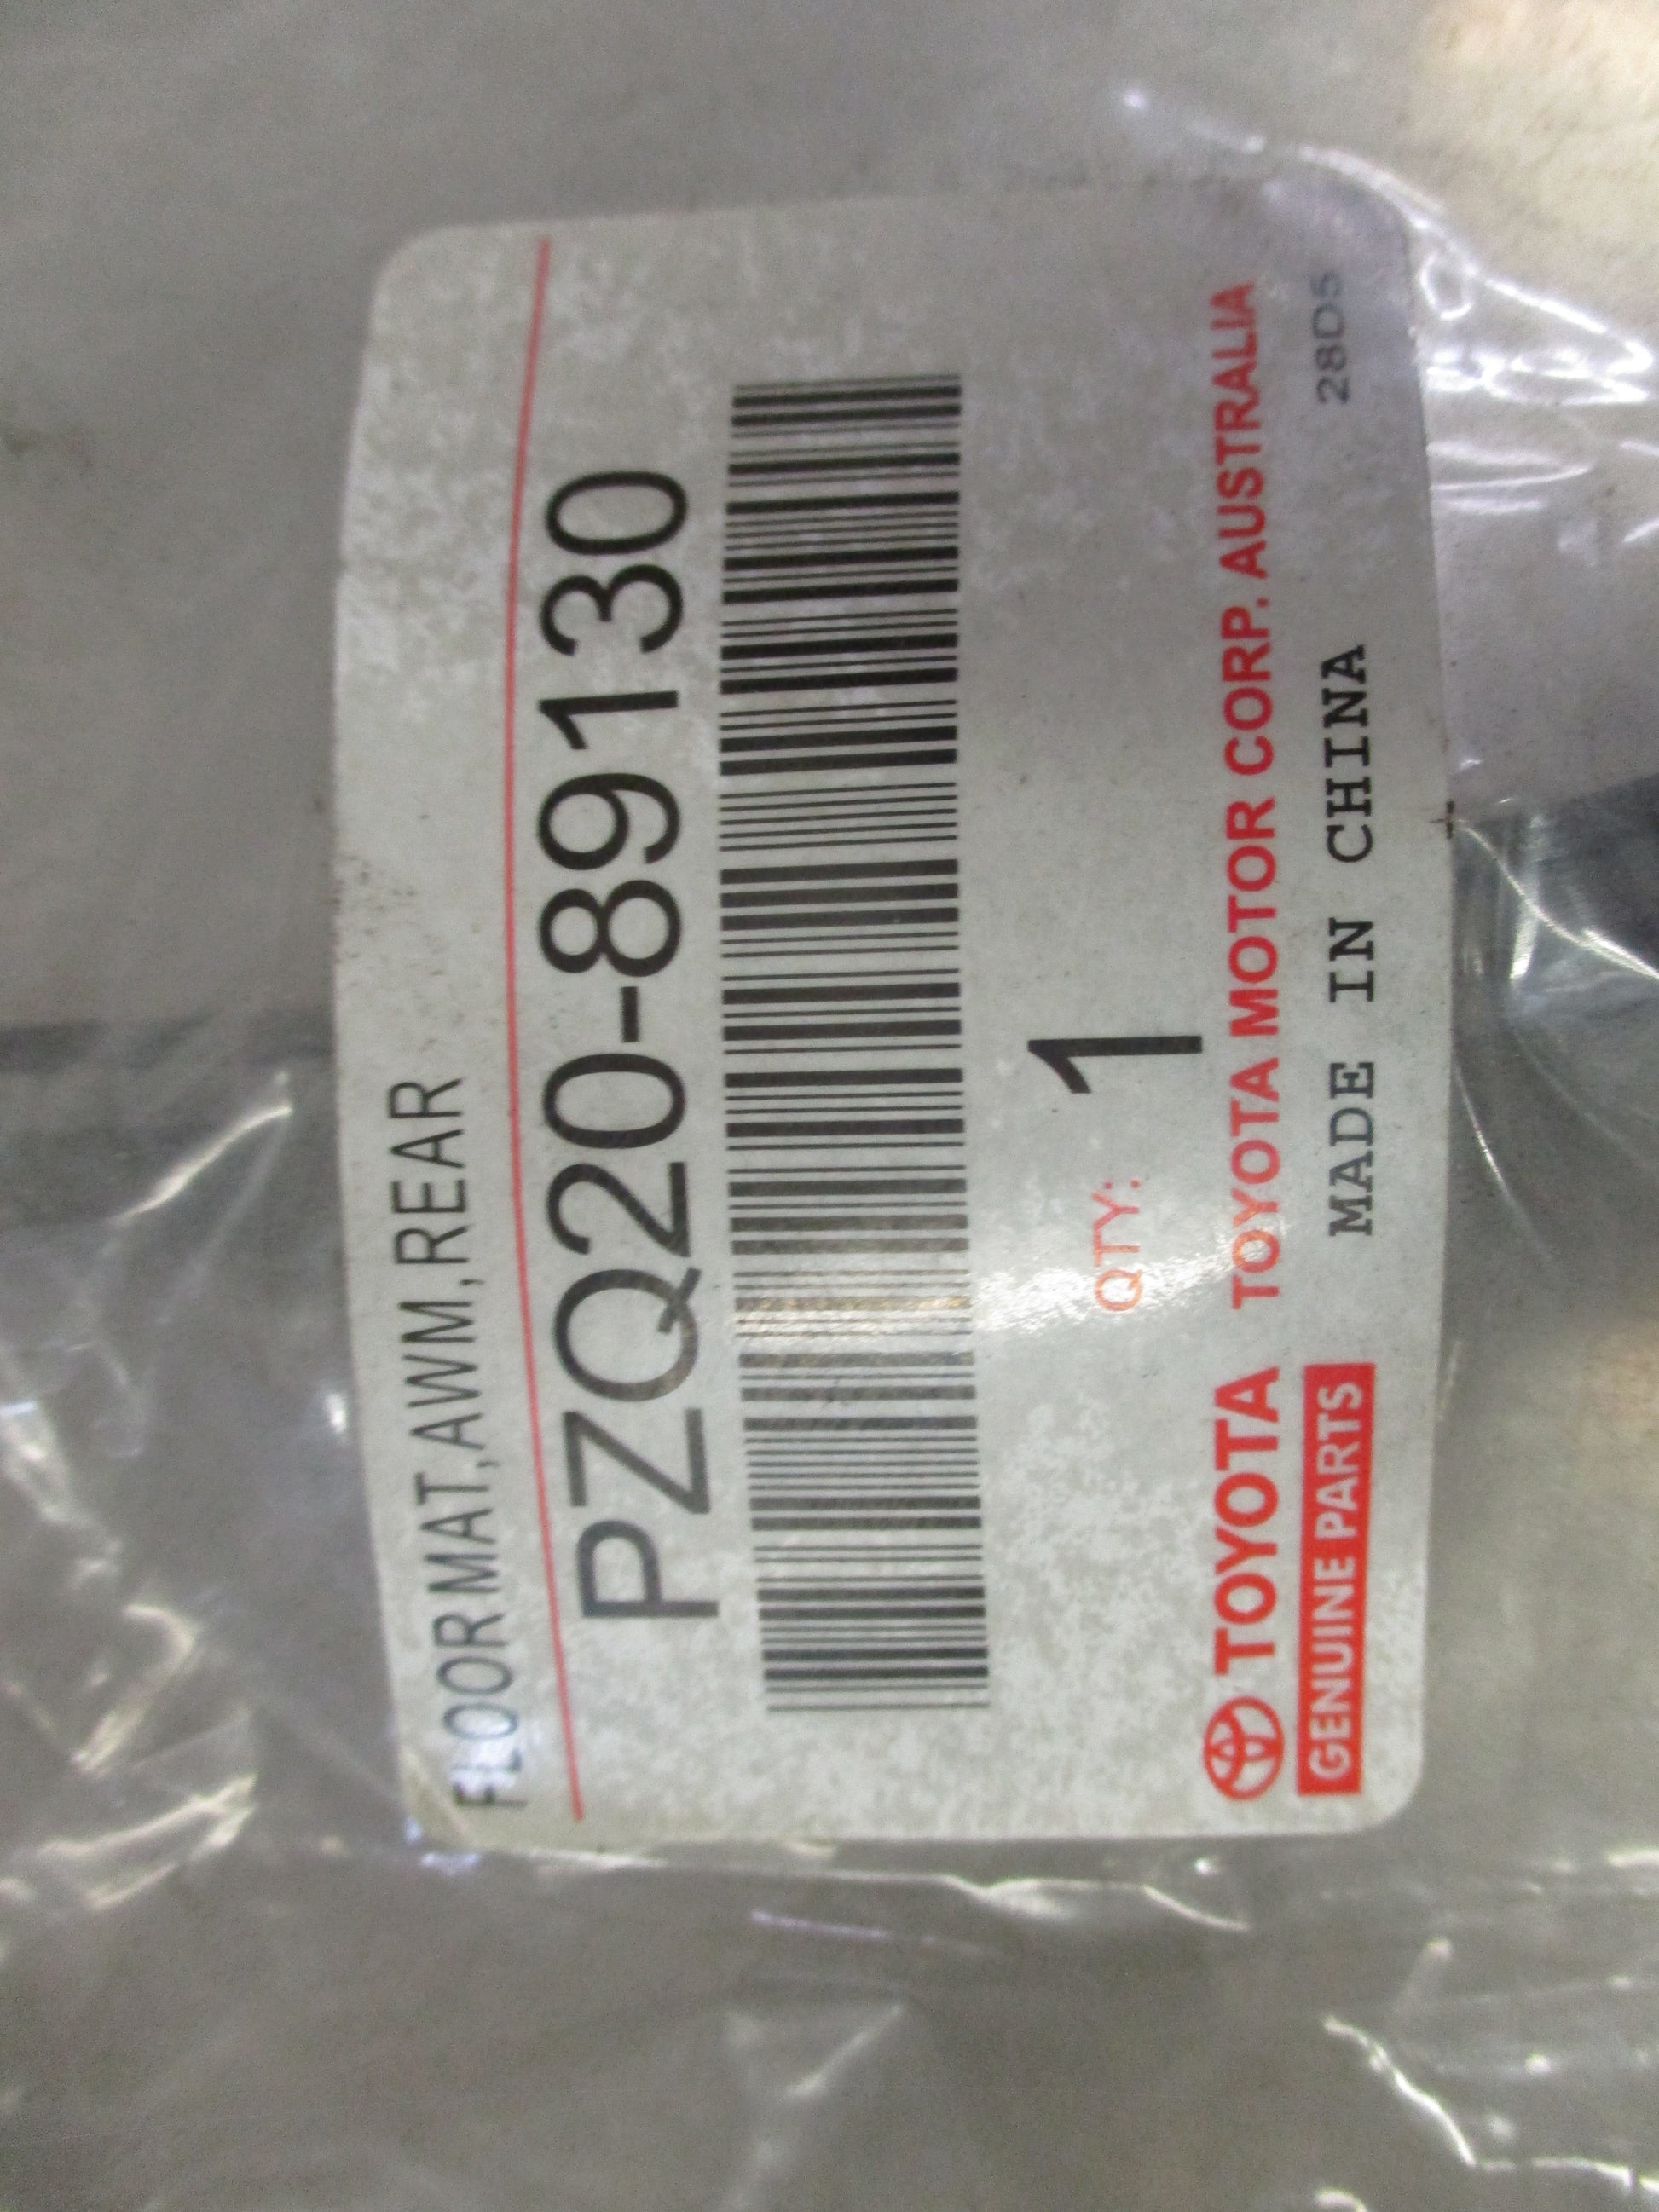 FLOOR MAT,AWM,REAR
PZQ20-89130
QTY: 1
TOYOTA TOYOTA MOTOR CORP. AUSTRALIA
GENUINE PARTS MADE IN CHINA 28D5